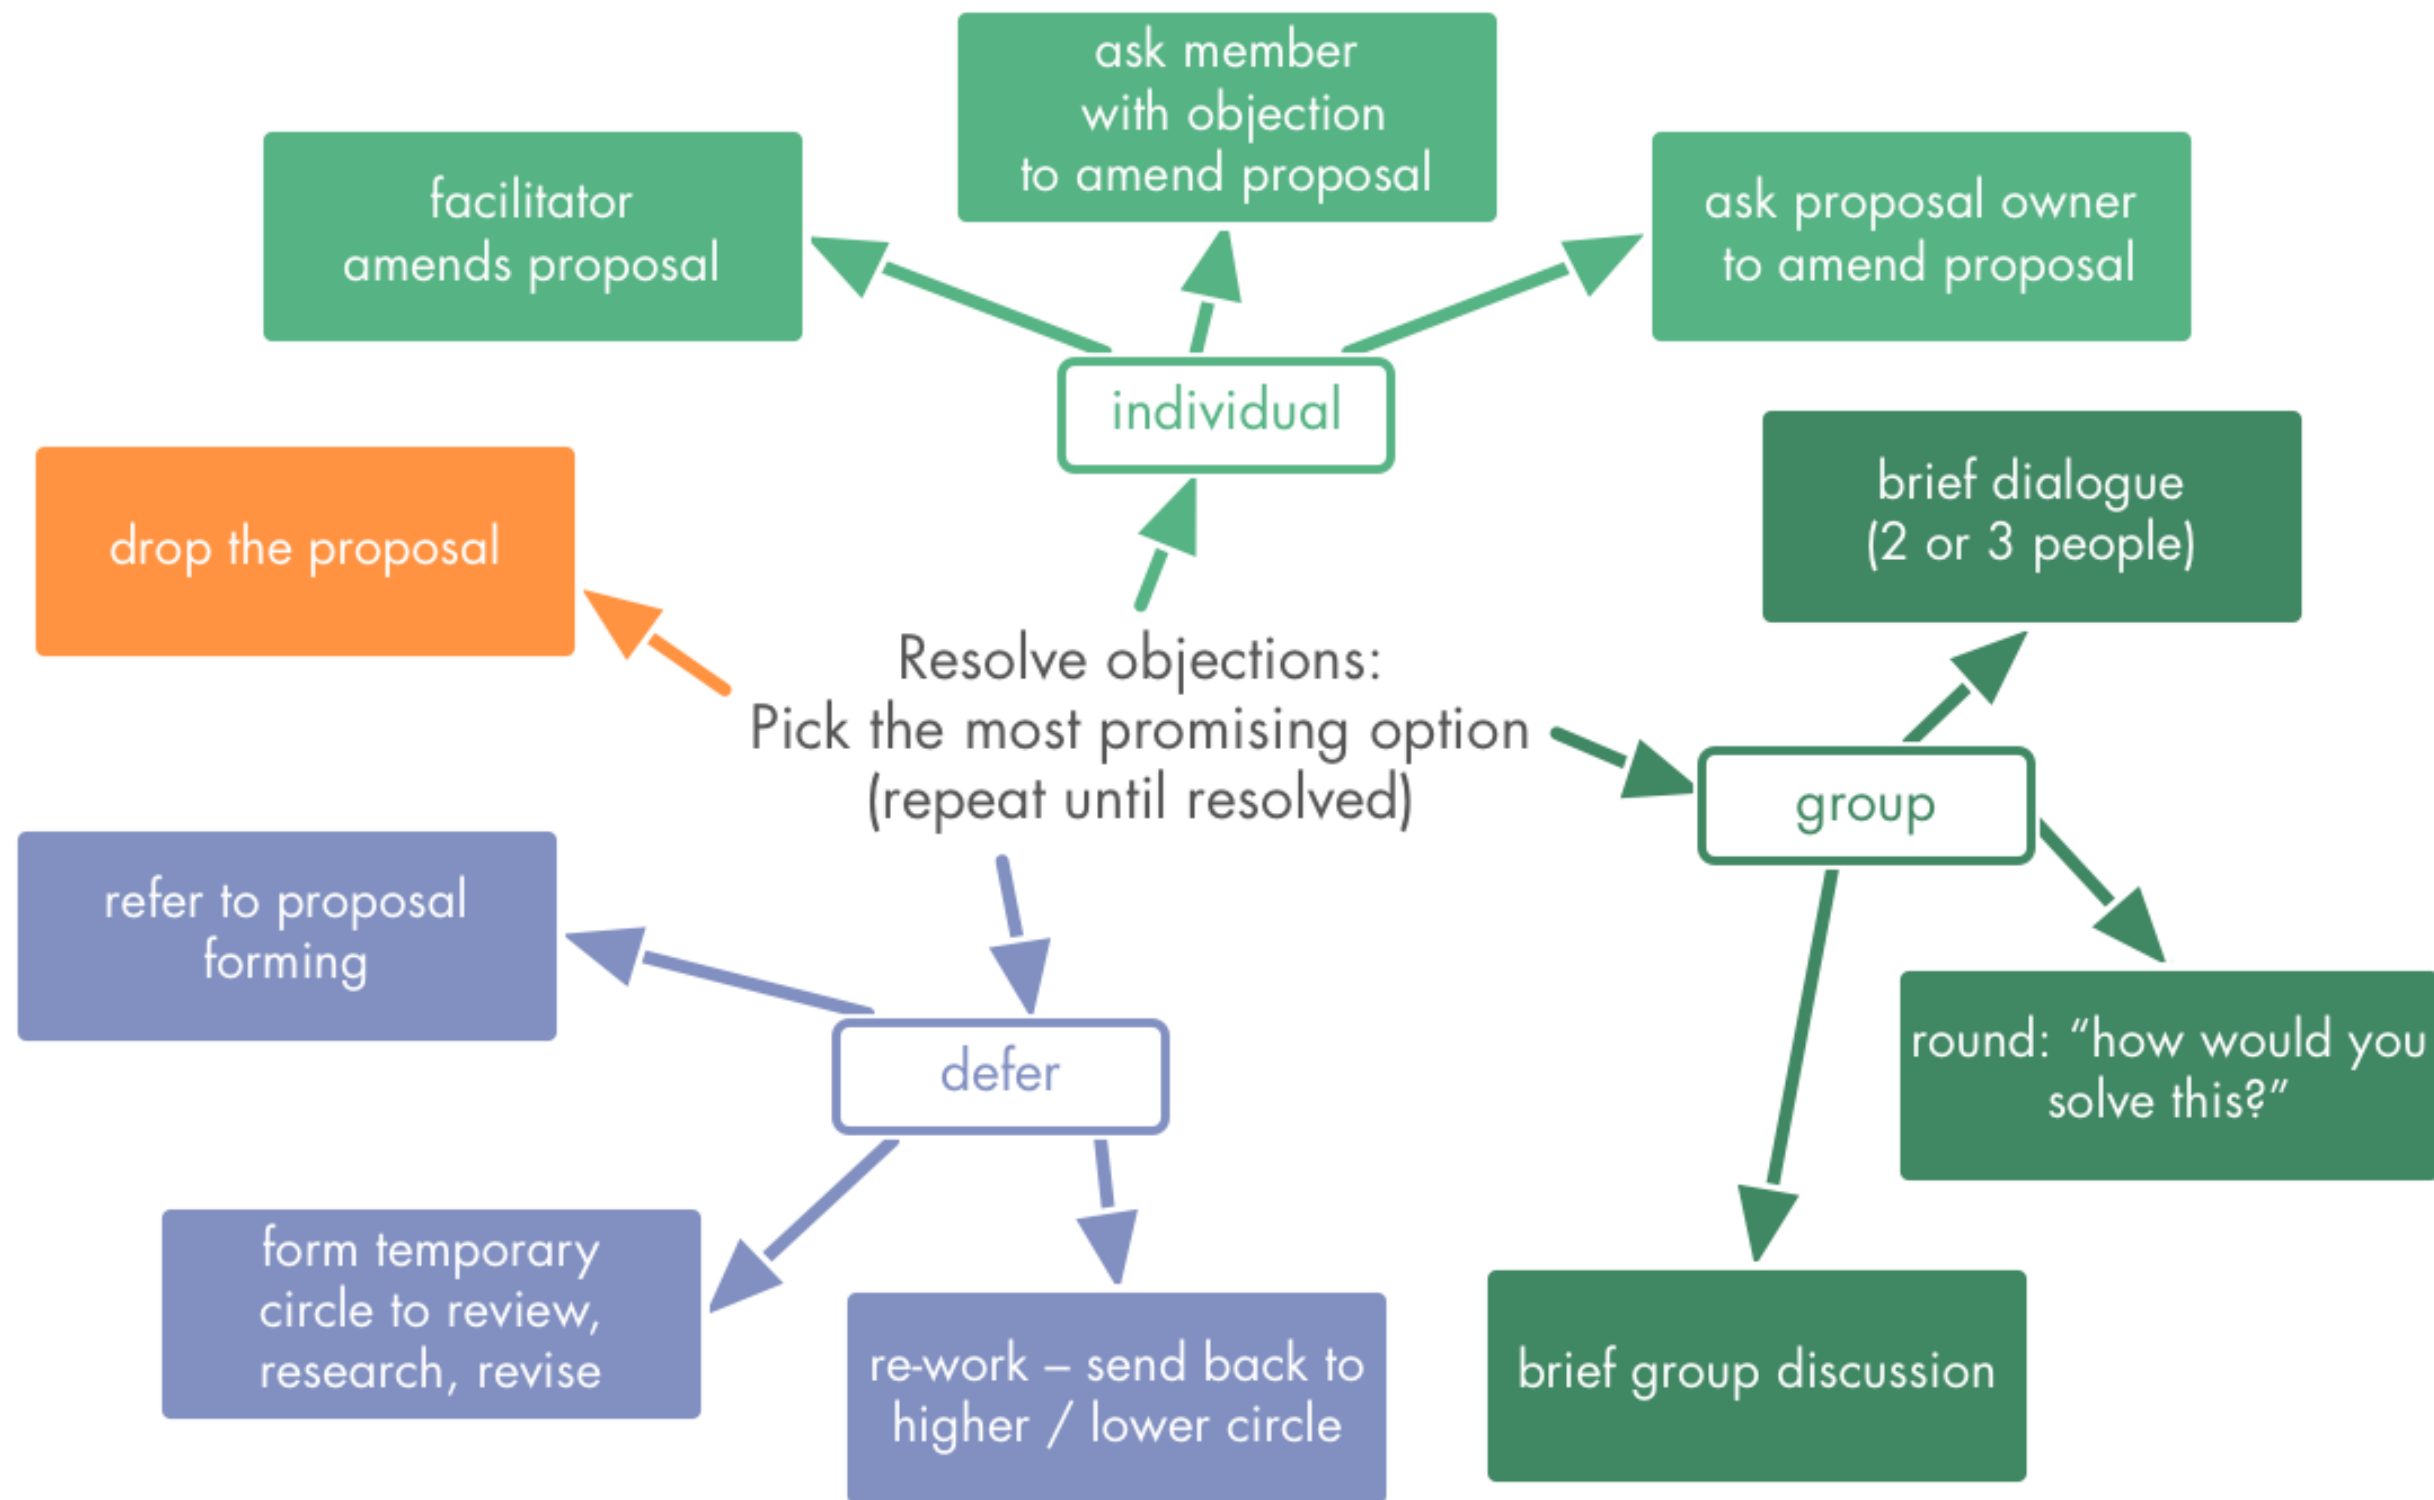 ask member
with objection
to amend proposal
facilitator
amends proposal
ask proposal owner
to amend proposal
individual
drop the proposal
brief dialogue
(2 or 3 people)
Resolve objections:
Pick the most promising option
(repeat until resolved)
group
refer to proposal
forming
defer
round: “how would you
solve this?”
form temporary
circle to review,
research, revise
re-work – send back to
higher / lower circle
brief group discussion